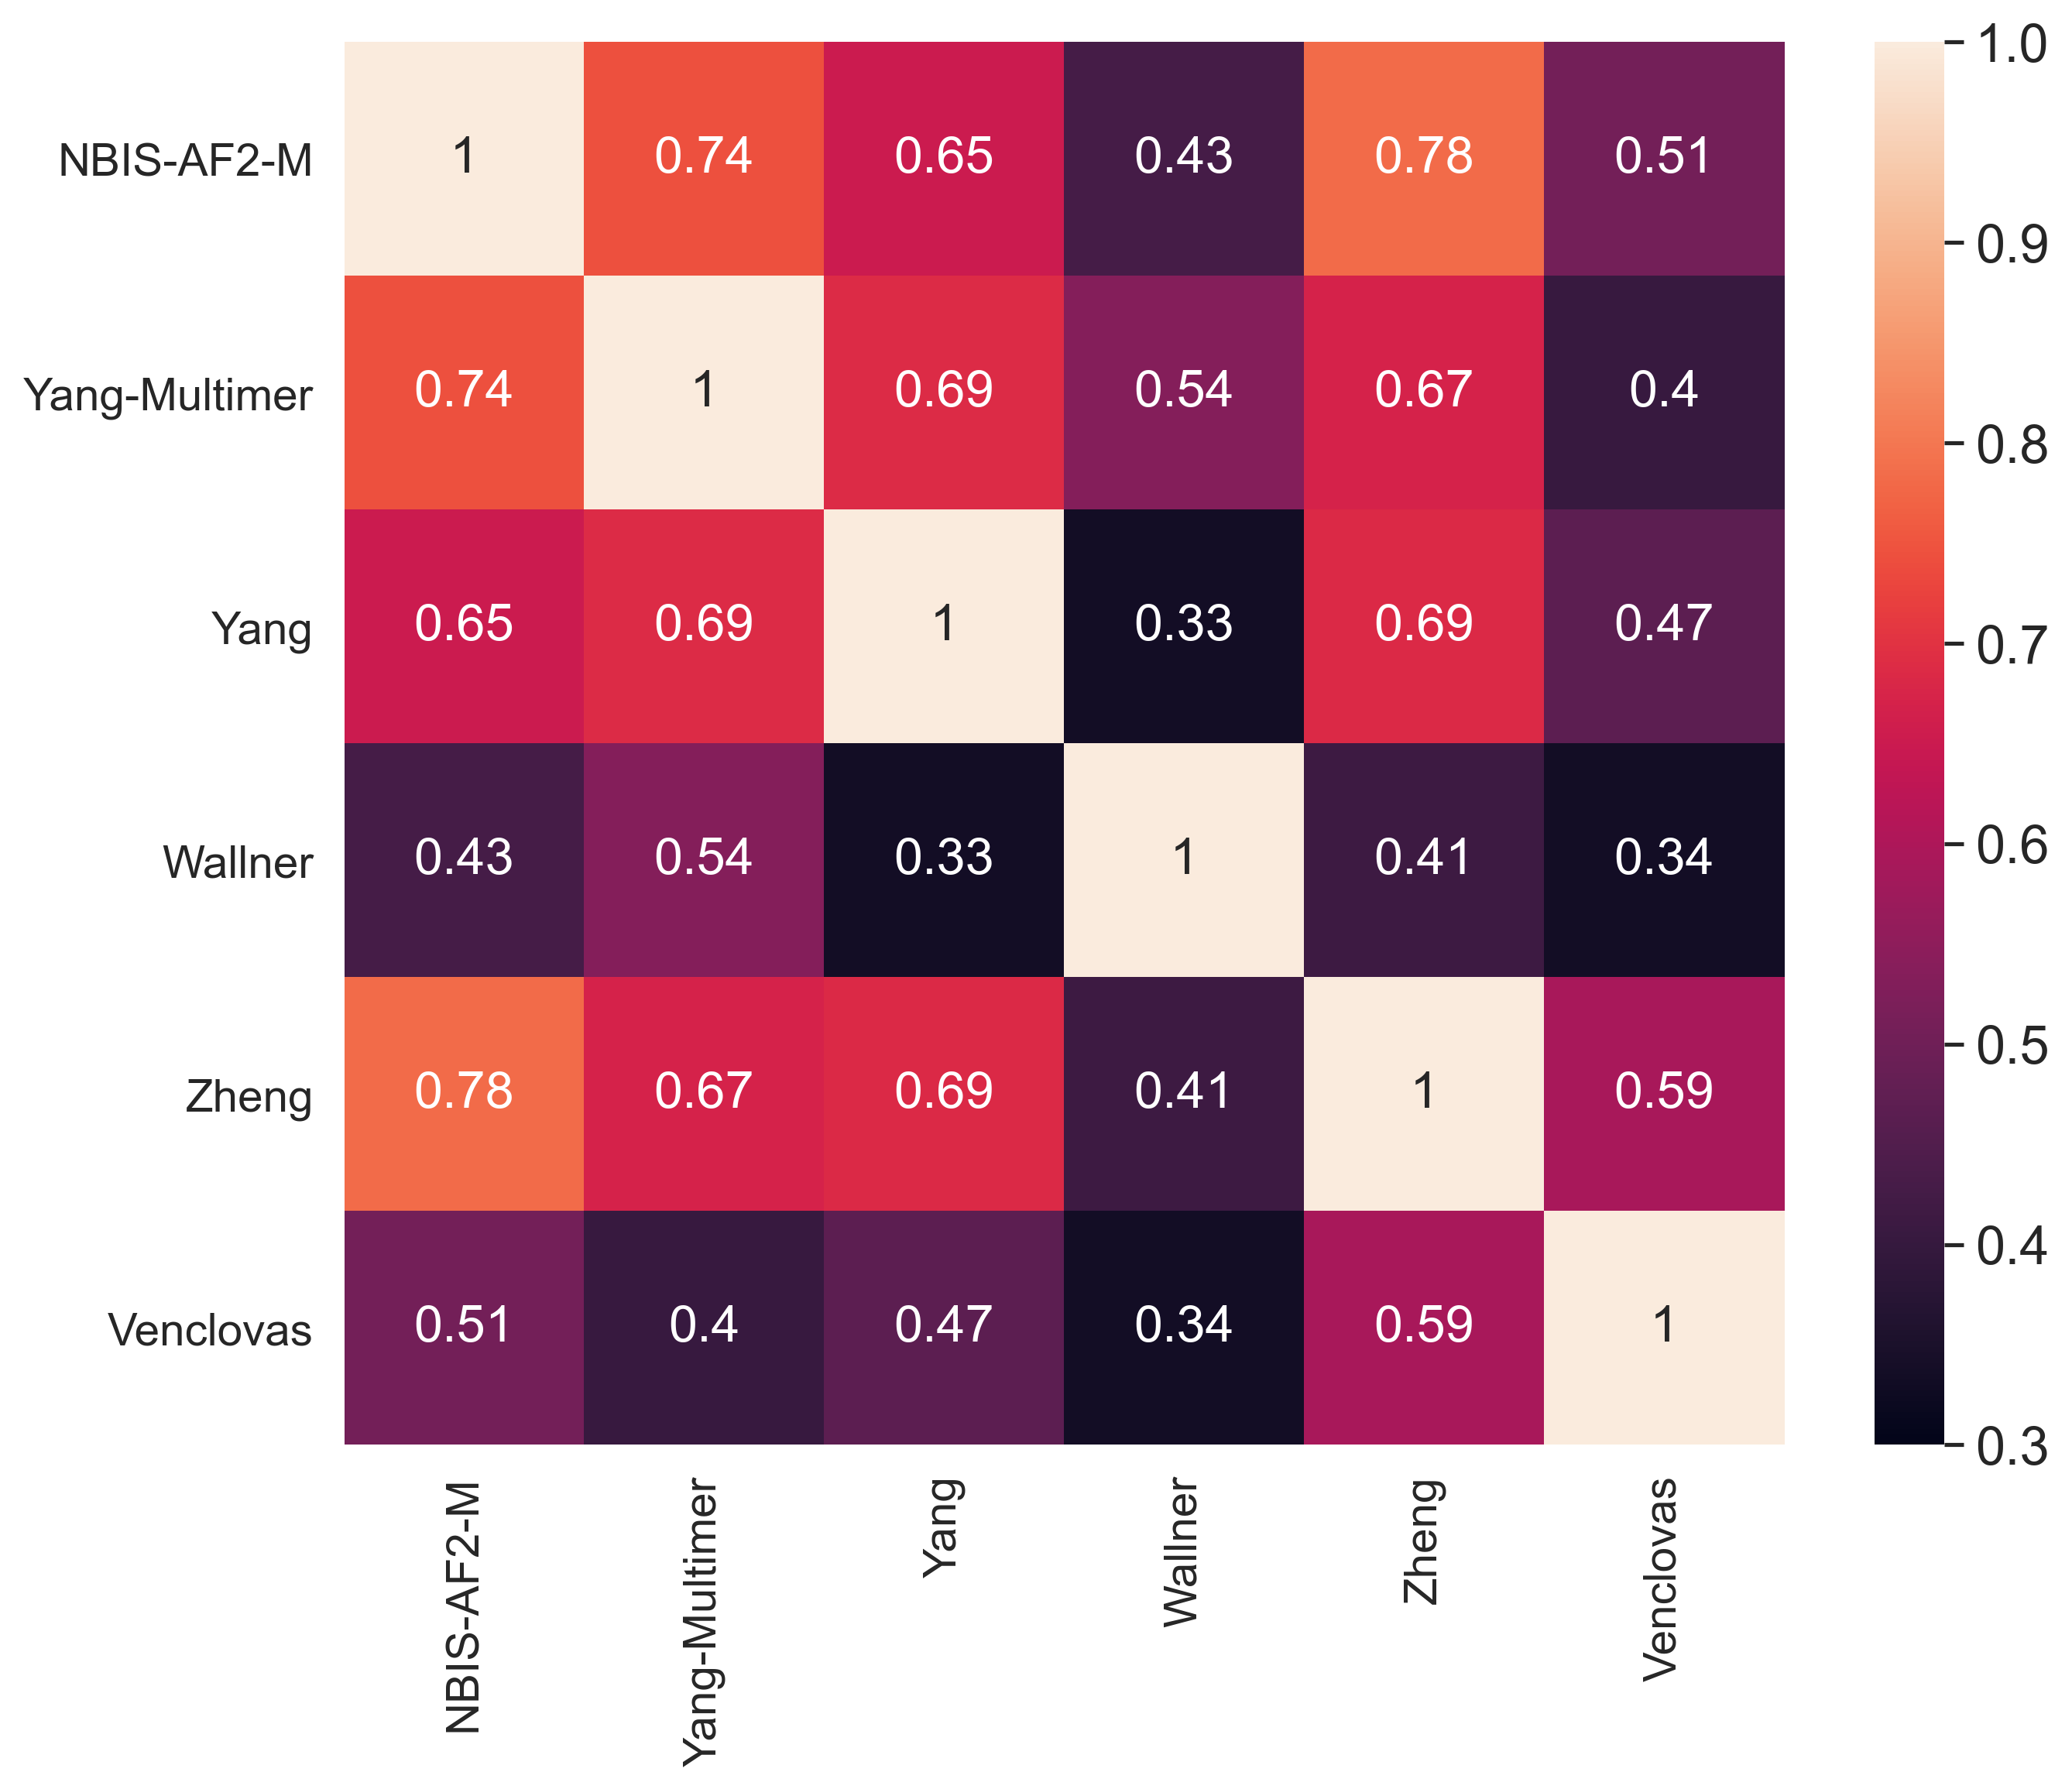 NBIS-AF2-M 1 0.74 0.65 0.43 0.78 0.51
Yang-Multimer 0.74 1 0.69 0.54 0.67 0.4
Yang 0.65 0.69 1 0.33 0.69 0.47
Wallner 0.43 0.54 0.33 1 0.41 0.34
Zheng 0.78 0.67 0.69 0.41 1 0.59
Venclovas 0.51 0.4 0.47 0.34 0.59 1
NBIS-AF2-M
Yang-Multimer
Yang
Wallner
Zheng
Venclovas
1.0
0.9
0.8
0.7
0.6
0.5
0.4
0.3